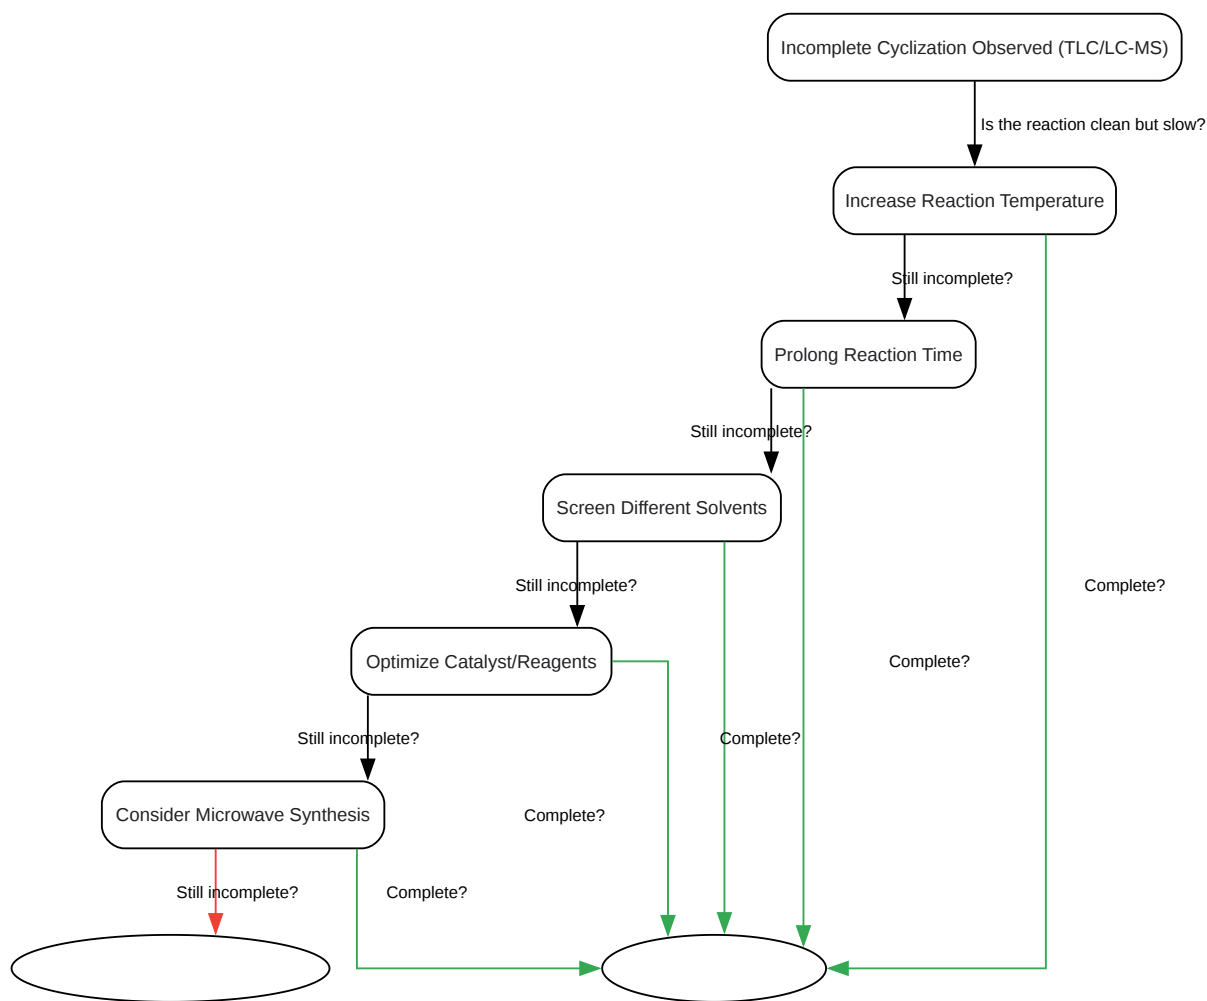 Incomplete Cyclization Observed (TLC/LC-MS)
Is the reaction clean but slow?
Increase Reaction Temperature
Still incomplete?
Prolong Reaction Time
Still incomplete?
Screen Different Solvents
Still incomplete?
Complete?
Optimize Catalyst/Reagents
Complete?
Still incomplete?
Complete?
Consider Microwave Synthesis
Complete?
Still incomplete?
Complete?